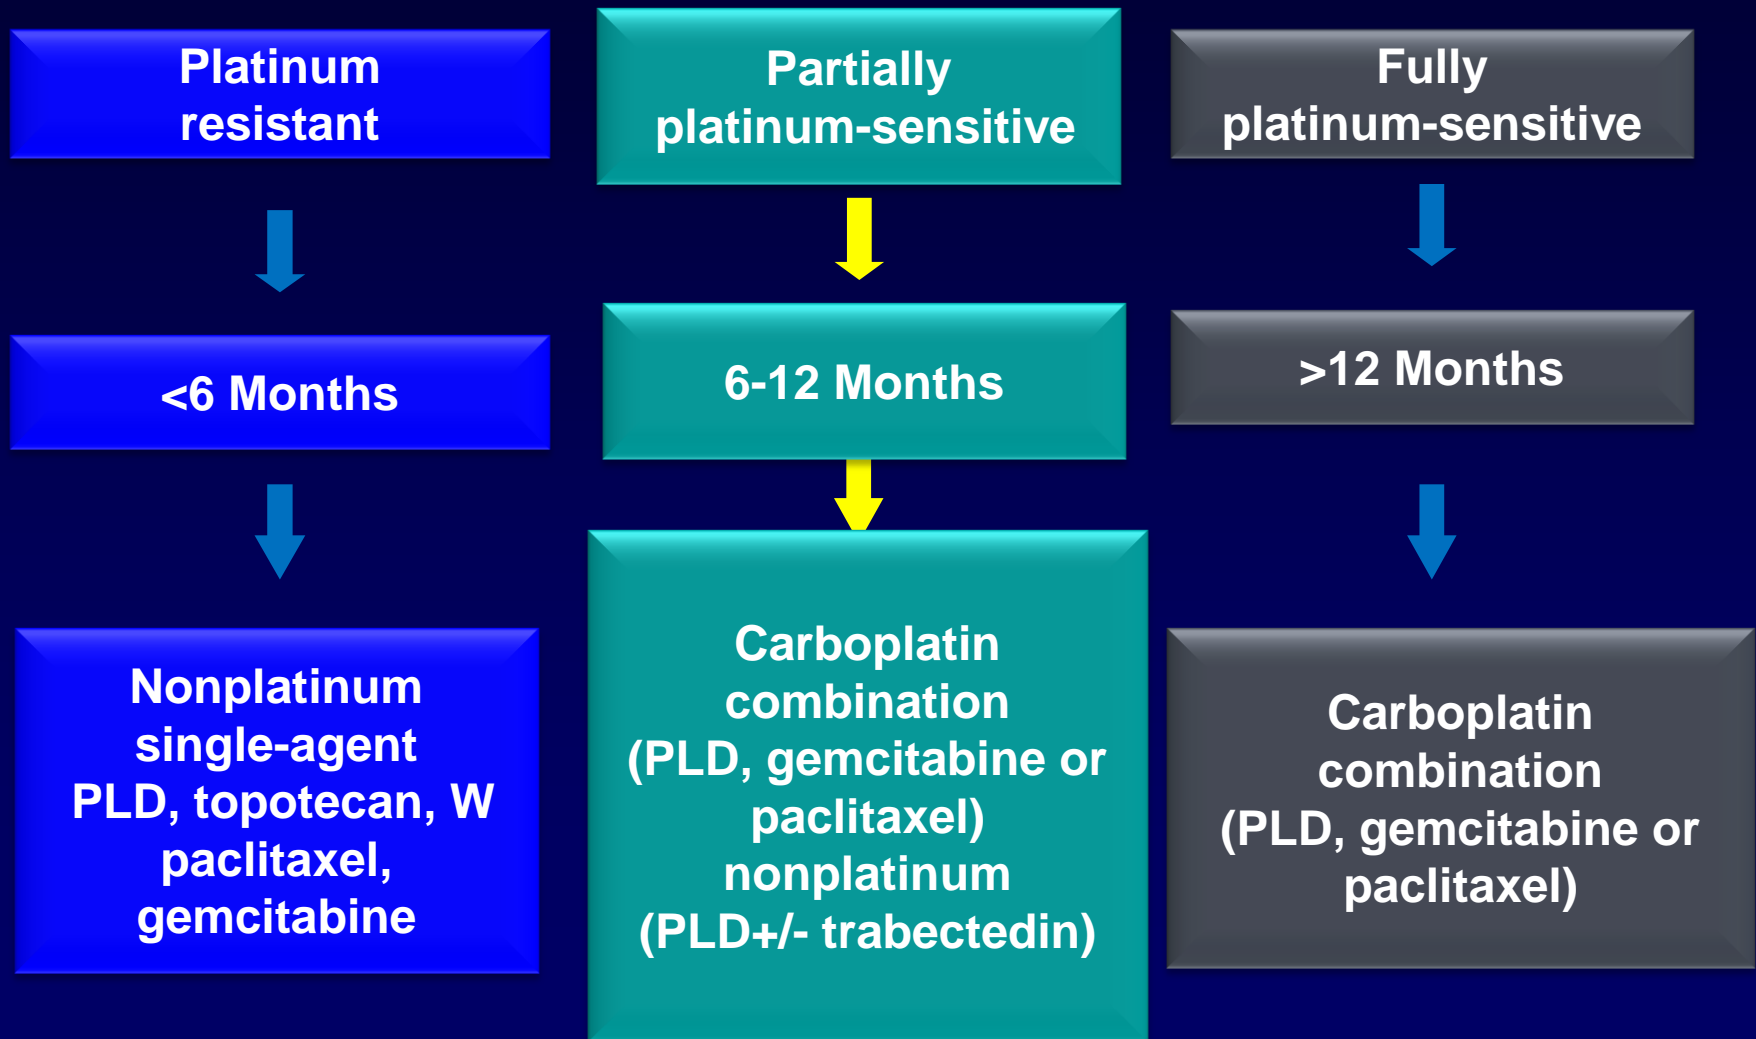 Platinum
resistant
<6 Months
Nonplatinum
single-agent
PLD, topotecan, W
paclitaxel,
gemcitabine
Partially
platinum-sensitive
6-12 Months
Carboplatin
combination
(PLD, gemcitabine or
paclitaxel)
nonplatinum
(PLD+/- trabectedin)
Fully
platinum-sensitive
>12 Months
Carboplatin
combination
(PLD, gemcitabine or
paclitaxel)